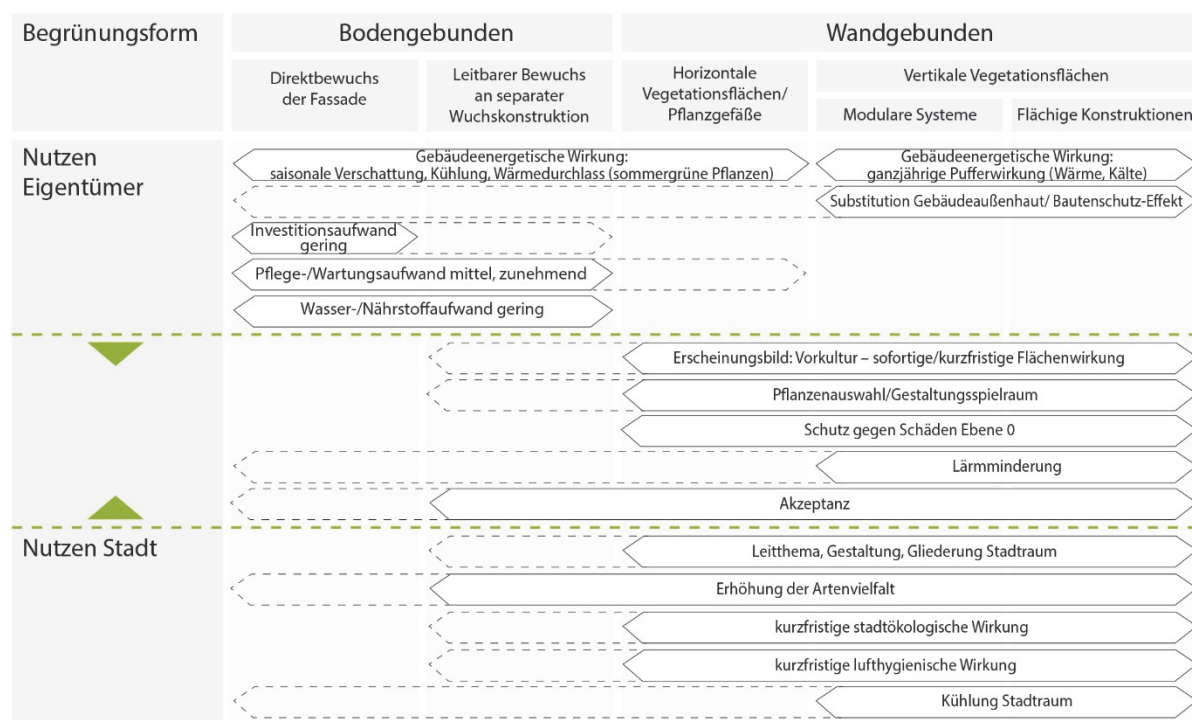 Begrünungsform
Bodengebunden
Wandgebunden
Direktbewuchs
der Fassade
Leitbarer Bewuchs
an separater
Wuchskonstruktion
Horizontale
Vegetationsflächen/
Pflanzgefäße
Vertikale Vegetationsflächen
Modulare Systeme
Flächige Konstruktionen
Nutzen
Eigentümer
Gebäudeenergetische Wirkung:
saisonale Verschattung, Kühlung, Wärmedurchlass (sommergrüne Pflanzen)
Gebäudeenergetische Wirkung:
ganzjährige Pufferwirkung (Wärme, Kälte)
Substitution Gebäudeaußenhaut/ Bautenschutz-Effekt
Investitionsaufwand
gering
Pflege-/Wartungsaufwand mittel, zunehmend
Wasser-/Nährstoffaufwand gering
Erscheinungsbild: Vorkultur – sofortige/kurzfristige Flächenwirkung
Pflanzenauswahl/Gestaltungsspielraum
Schutz gegen Schäden Ebene 0
Lärmminderung
Akzeptanz
Nutzen Stadt
Leitthema, Gestaltung, Gliederung Stadtraum
Erhöhung der Artenvielfalt
kurzfristige stadtökologische Wirkung
kurzfristige lufthygienische Wirkung
Kühlung Stadtraum